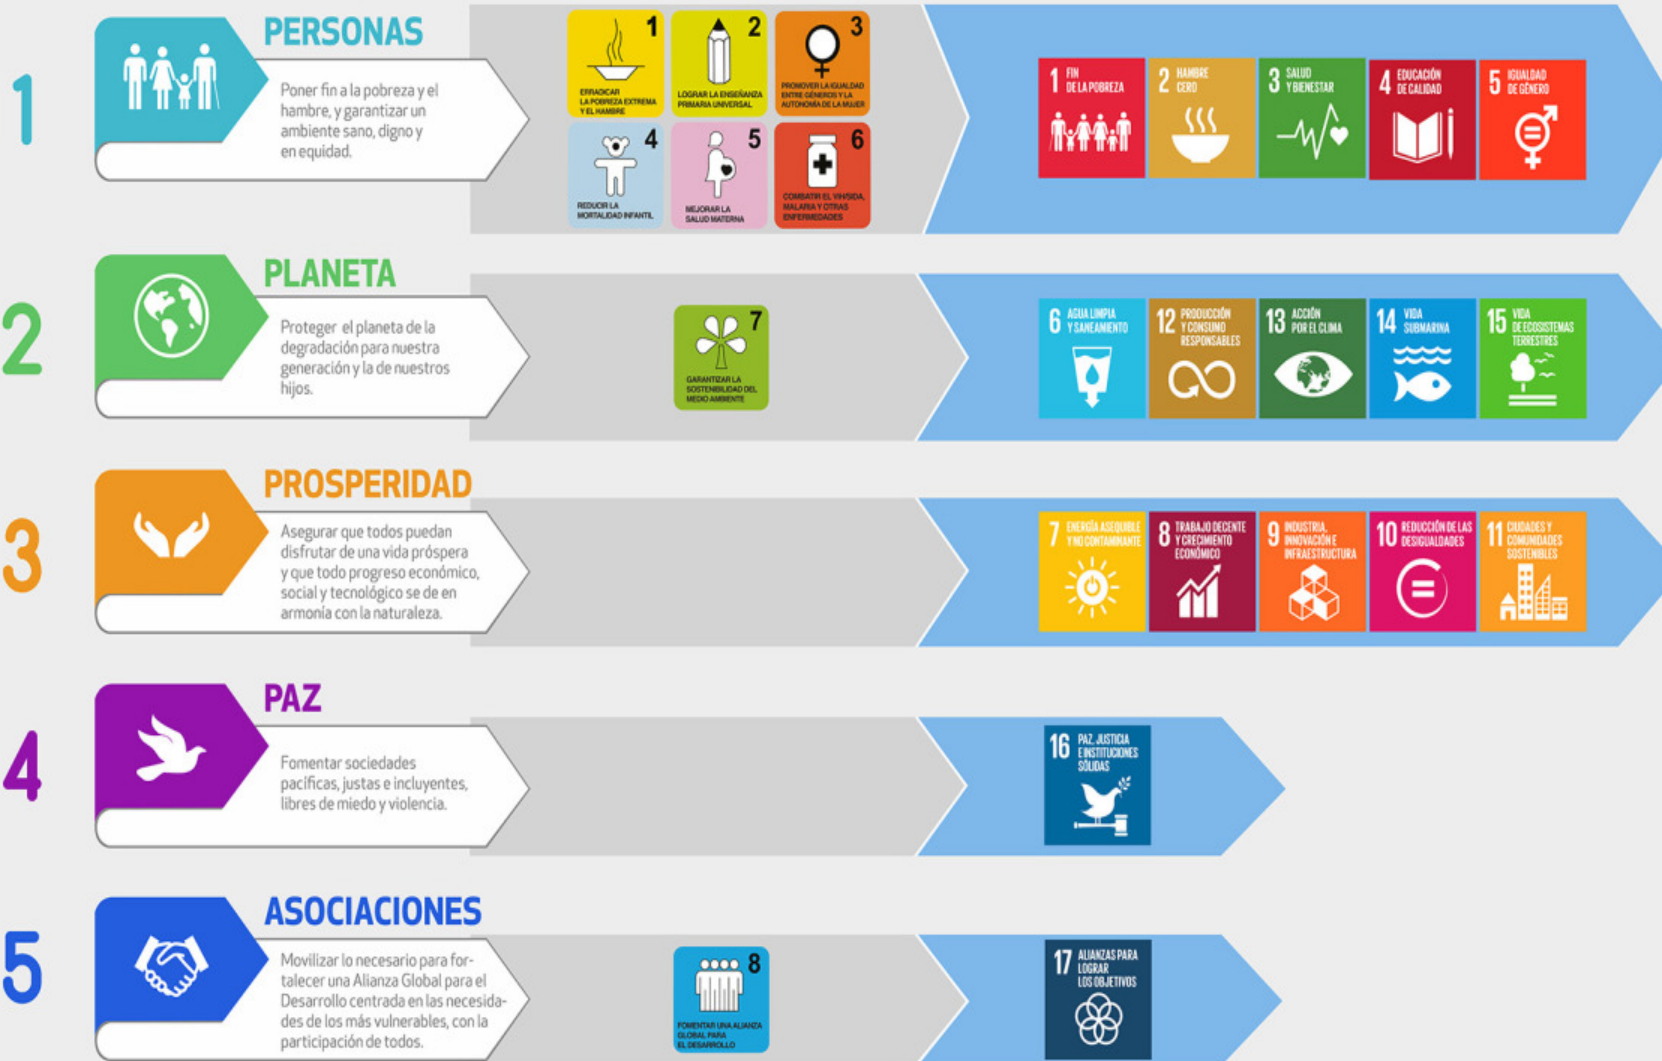 1
PERSONAS
Poner fin a la pobreza y el
hambre, y garantizar un
ambiente sano, digno y
en equidad.
1
ERRADICAR
LA POBREZA EXTREMA
Y EL HAMBRE
2
LOGRAR LA ENSEÑANZA
PRIMARIA UNIVERSAL
3
PROMOVER LA IGUALDAD
ENTRE GÉNEROS Y LA
AUTONOMÍA DE LA MUJER
4
REDUCIR LA
MORTALIDAD INFANTIL
5
MEJORAR LA
SALUD MATERNA
6
COMBATIR EL VIH/SIDA,
MALARIA Y OTRAS
ENFERMEDADES
1 FIN
DE LA POBREZA
2 HAMBRE
CERO
3 SALUD
Y BIENESTAR
4 EDUCACIÓN
DE CALIDAD
5 IGUALDAD
DE GÉNERO
2
PLANETA
Proteger el planeta de la
degradación para nuestra
generación y la de nuestros
hijos.
7
GARANTIZAR LA
SOSTENIBILIDAD DEL
MEDIO AMBIENTE
6 AGUA LIMPIA
Y SANEAMIENTO
12 PRODUCCIÓN
Y CONSUMO
RESPONSABLES
13 ACCIÓN
POR EL CLIMA
14 VIDA
SUBMARINA
15 VIDA
DE ECOSISTEMAS
TERRESTRES
3
PROSPERIDAD
Asegurar que todos puedan
disfrutar de una vida próspera
y que todo progreso económico,
social y tecnológico se de en
armonía con la naturaleza.
7 ENERGÍA ASEQUIBLE
Y NO CONTAMINANTE
8 TRABAJO DECENTE
Y CRECIMIENTO
ECONÓMICO
9 INDUSTRIA,
INNOVACIÓN E
INFRAESTRUCTURA
10 REDUCCIÓN DE LAS
DESIGUALDADES
11 CIUDADES Y
COMUNIDADES
SOSTENIBLES
4
PAZ
Fomentar sociedades
pacíficas, justas e incluyentes,
libres de miedo y violencia.
16 PAZ, JUSTICIA
E INSTITUCIONES
SÓLIDAS
5
ASOCIACIONES
Movilizar lo necesario para for-
talecer una Alianza Global para el
Desarrollo centrada en las necesida-
des de los más vulnerables, con la
participación de todos.
8
FOMENTAR UNA ALIANZA
GLOBAL PARA
EL DESARROLLO
17 ALIANZAS PARA
LOGRAR
LOS OBJETIVOS